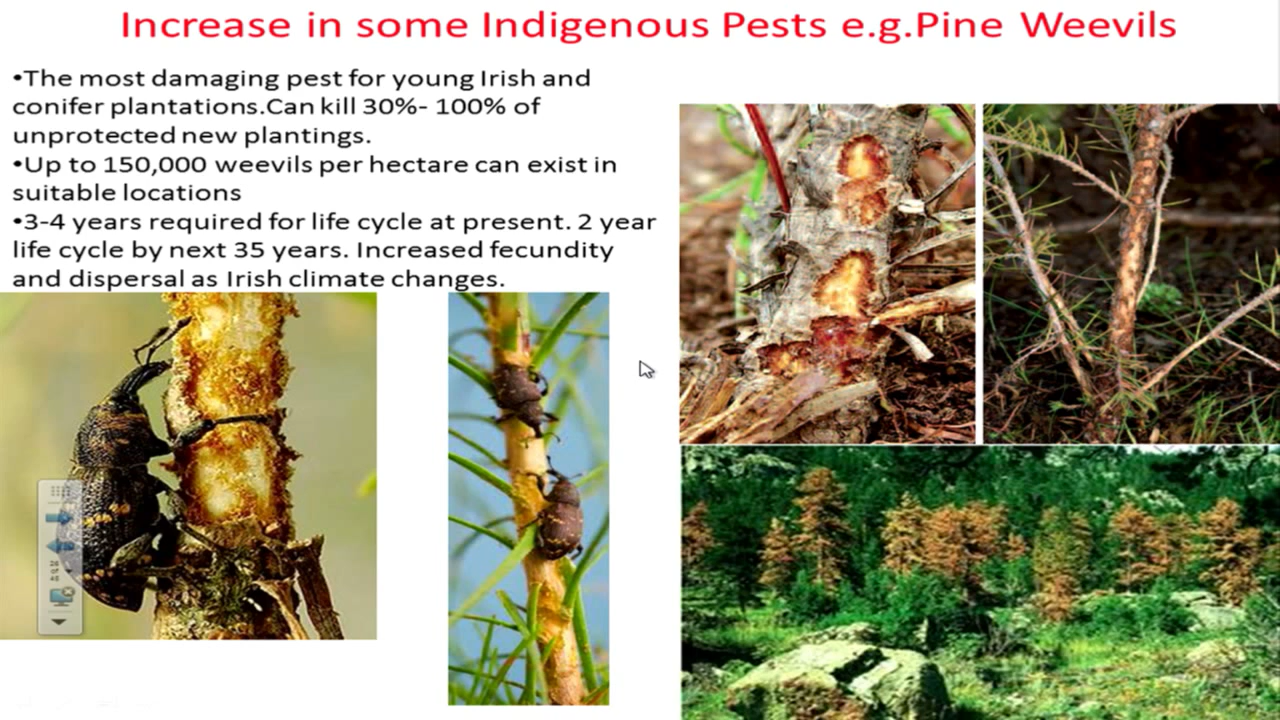 Increase in some Indigenous Pests e.g.Pine Weevils
•The most damaging pest for young Irish and
conifer plantations.Can kill 30%- 100% of
unprotected new plantings.
•Up to 150,000 weevils per hectare can exist in
suitable locations
•3-4 years required for life cycle at present. 2 year
life cycle by next 35 years. Increased fecundity
and dispersal as Irish climate changes.